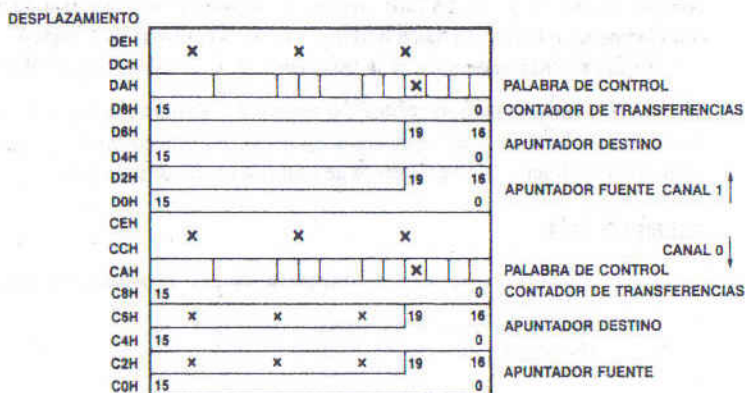 DESPLAZAMIENTO
DEH x x x
DCH
DAH x PALABRA DE CONTROL
D8H 15 0 CONTADOR DE TRANSFERENCIAS
D6H 19 16
APUNTADOR DESTINO
D4H 15 0
D2H 19 16
APUNTADOR FUENTE CANAL 1
D0H 15 0
CEH
x x x
CCH
CANAL 0
CAH x PALABRA DE CONTROL
C8H 15 0 CONTADOR DE TRANSFERENCIAS
C6H x x x 19 16
APUNTADOR DESTINO
C4H 15 0
C2H x x x 19 16
APUNTADOR FUENTE
C0H 15 0